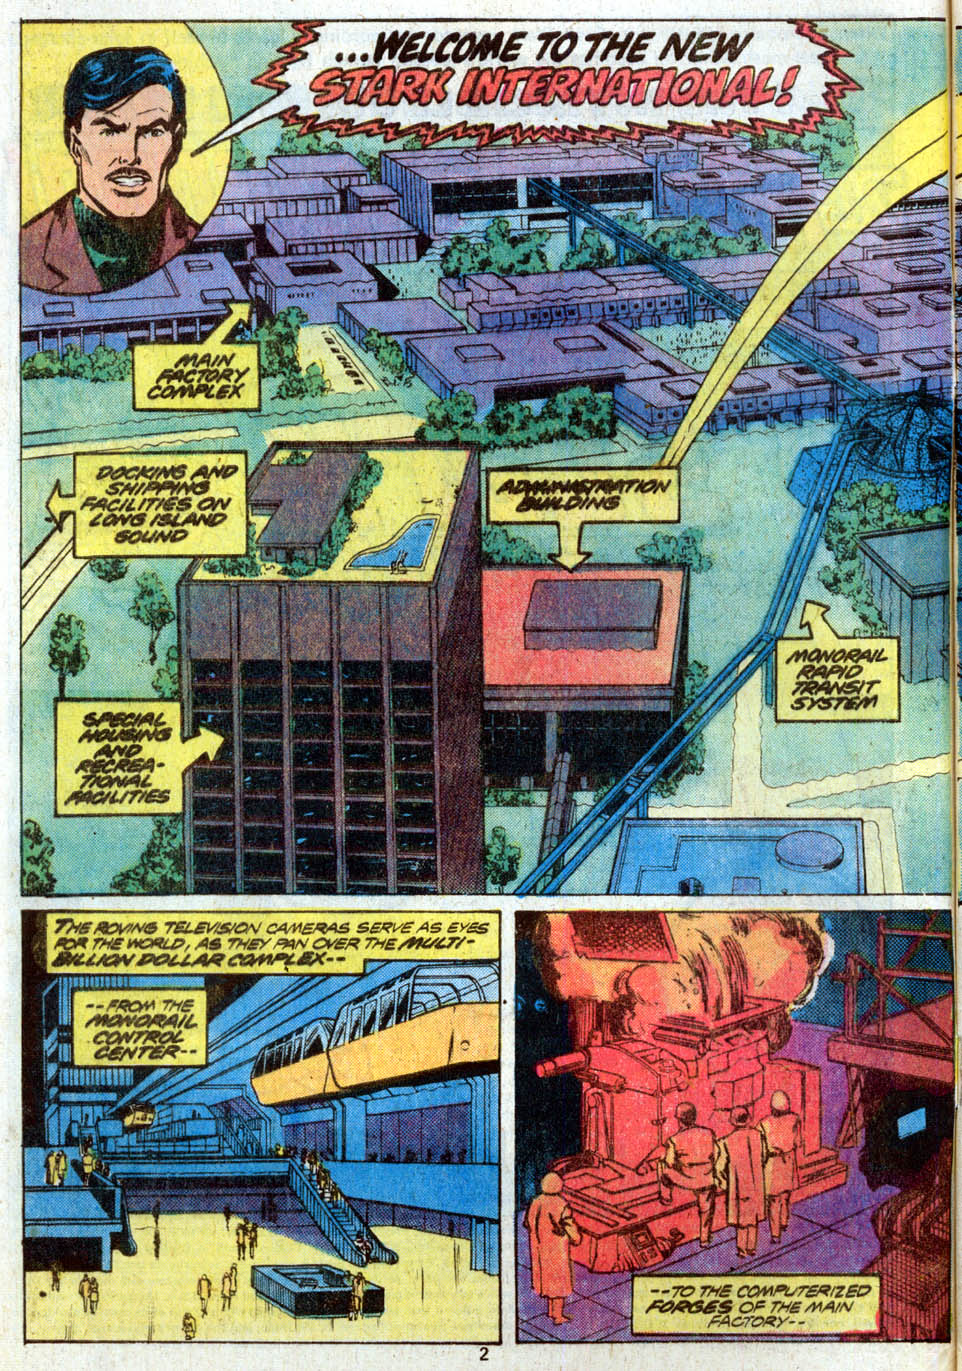 ...WELCOME TO THE NEW
STARK INTERNATIONAL!
MAIN
FACTORY
COMPLEX
DOCKING AND
SHIPPING
FACILITIES ON
LONG ISLAND
SOUND
ADMINISTRATION
BUILDING
MONORAIL
RAPID
TRANSIT
SYSTEM
SPECIAL
HOUSING
AND
RECREA-
TIONAL
FACILITIES
THE ROVING TELEVISION CAMERAS SERVE AS EYES
FOR THE WORLD, AS THEY PAN OVER THE MULTI-
BILLION DOLLAR COMPLEX--
--FROM THE
MONORAIL
CONTROL
CENTER--
--TO THE COMPUTERIZED
FORGES OF THE MAIN
FACTORY--
2